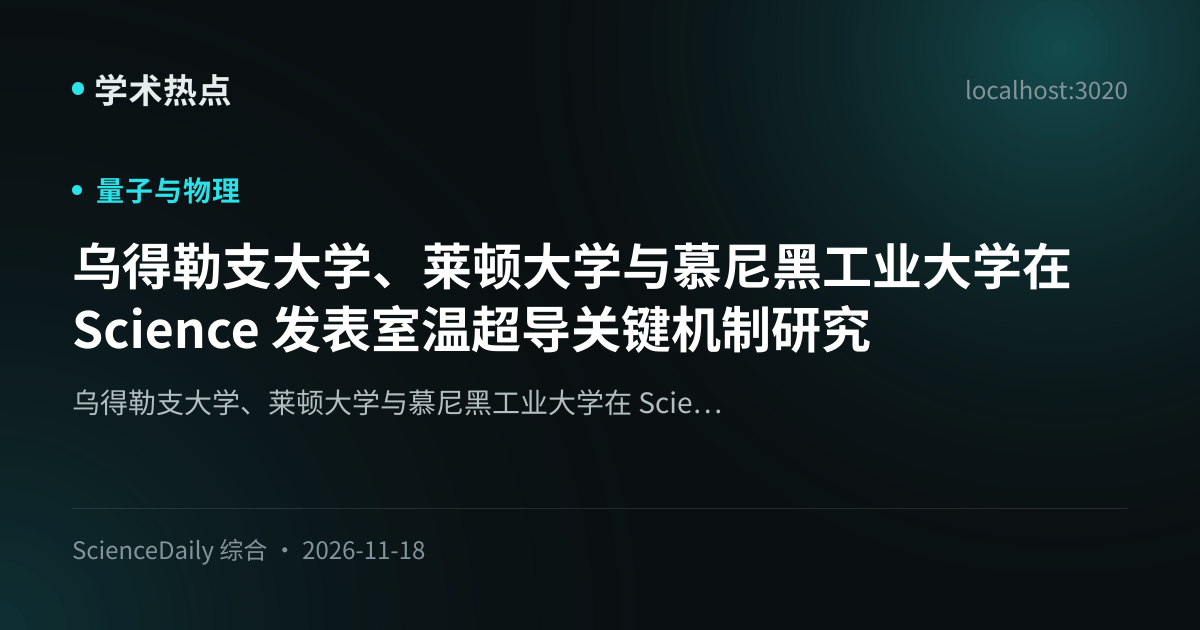 学术热点
localhost:3020
量子与物理
乌得勒支大学、莱顿大学与慕尼黑工业大学在
Science 发表室温超导关键机制研究
乌得勒支大学、莱顿大学与慕尼黑工业大学在 Scie…
ScienceDaily 综合 · 2026-11-18